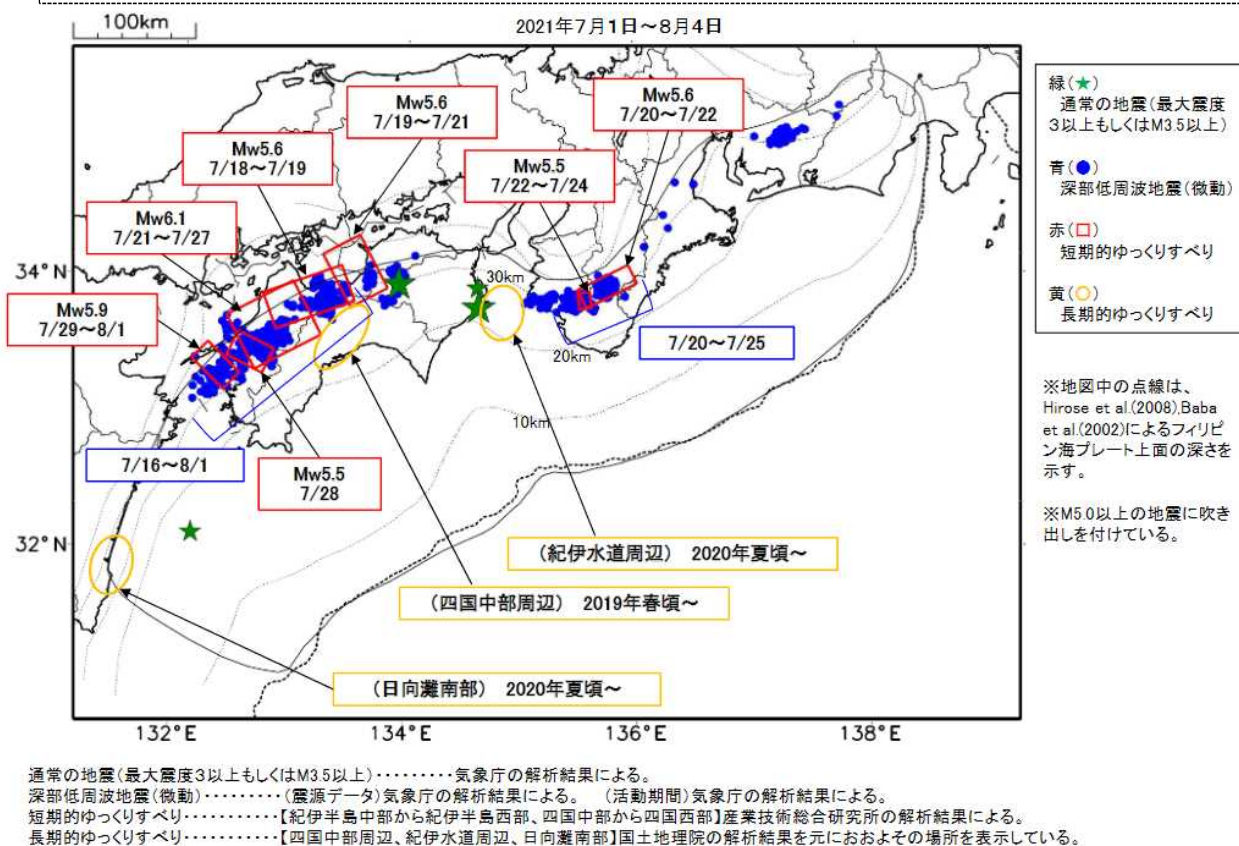 100km
2021年7月1日～8月4日
Mw5.6
7/19～7/21
Mw5.6
7/20～7/22
Mw5.6
7/18～7/19
Mw5.5
7/22～7/24
Mw6.1
7/21～7/27
Mw5.9
7/29～8/1
34°N
30km
20km
10km
7/20～7/25
7/16～8/1
Mw5.5
7/28
32°N
(紀伊水道周辺) 2020年夏頃～
(四国中部周辺) 2019年春頃～
(日向灘南部) 2020年夏頃～
132°E
134°E
136°E
138°E
緑(★)
通常の地震(最大震度
3以上もしくはM3.5以上)
青(●)
深部低周波地震(微動)
赤(□)
短期的ゆっくりすべり
黄(○)
長期的ゆっくりすべり
※地図中の点線は、
Hirose et al.(2008),Baba
et al.(2002)によるフィリピ
ン海プレート上面の深さを
示す。
※M5.0以上の地震に吹き
出しを付けている。
通常の地震(最大震度3以上もしくはM3.5以上)･････････気象庁の解析結果による。
深部低周波地震(微動)･････････(震源データ)気象庁の解析結果による。 (活動期間)気象庁の解析結果による。
短期的ゆっくりすべり･･･････････【紀伊半島中部から紀伊半島西部、四国中部から四国西部】産業技術総合研究所の解析結果による。
長期的ゆっくりすべり･･･････････【四国中部周辺、紀伊水道周辺、日向灘南部】国土地理院の解析結果を元におおよその場所を表示している。